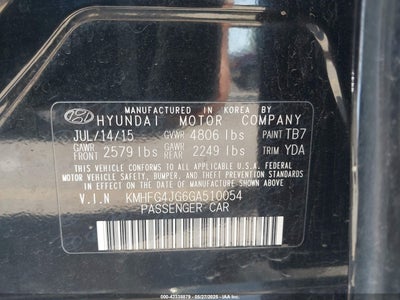 MANUFACTURED IN KOREA BY
HYUNDAI MOTOR COMPANY
JUL/14/15 GVWR 4806 lbs PAINT TB7
GAWR FRONT 2579 lbs GAWR REAR 2249 lbs TRIM YDA
THIS VEHICLE CONFORMS TO ALL APPLICABLE U.S.A. FEDERAL
MOTOR VEHICLE SAFETY, BUMPER, AND THEFT PREVENTION
STANDARDS IN EFFECT ON THE DATE OF MANUFACTURE SHOWN ABOVE.
V.I.N KMHFG4JG6GA510054
PASSENGER CAR